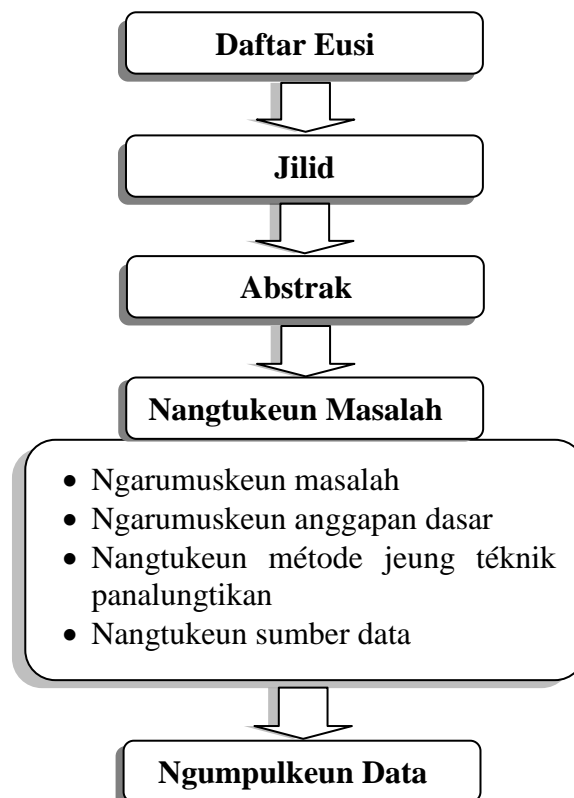 Daftar Eusi
Jilid
Abstrak
Nangtukeun Masalah
• Ngarumuskeun masalah
• Ngarumuskeun anggapan dasar
• Nangtukeun métode jeung téknik
panalungtikan
• Nangtukeun sumber data
Ngumpulkeun Data